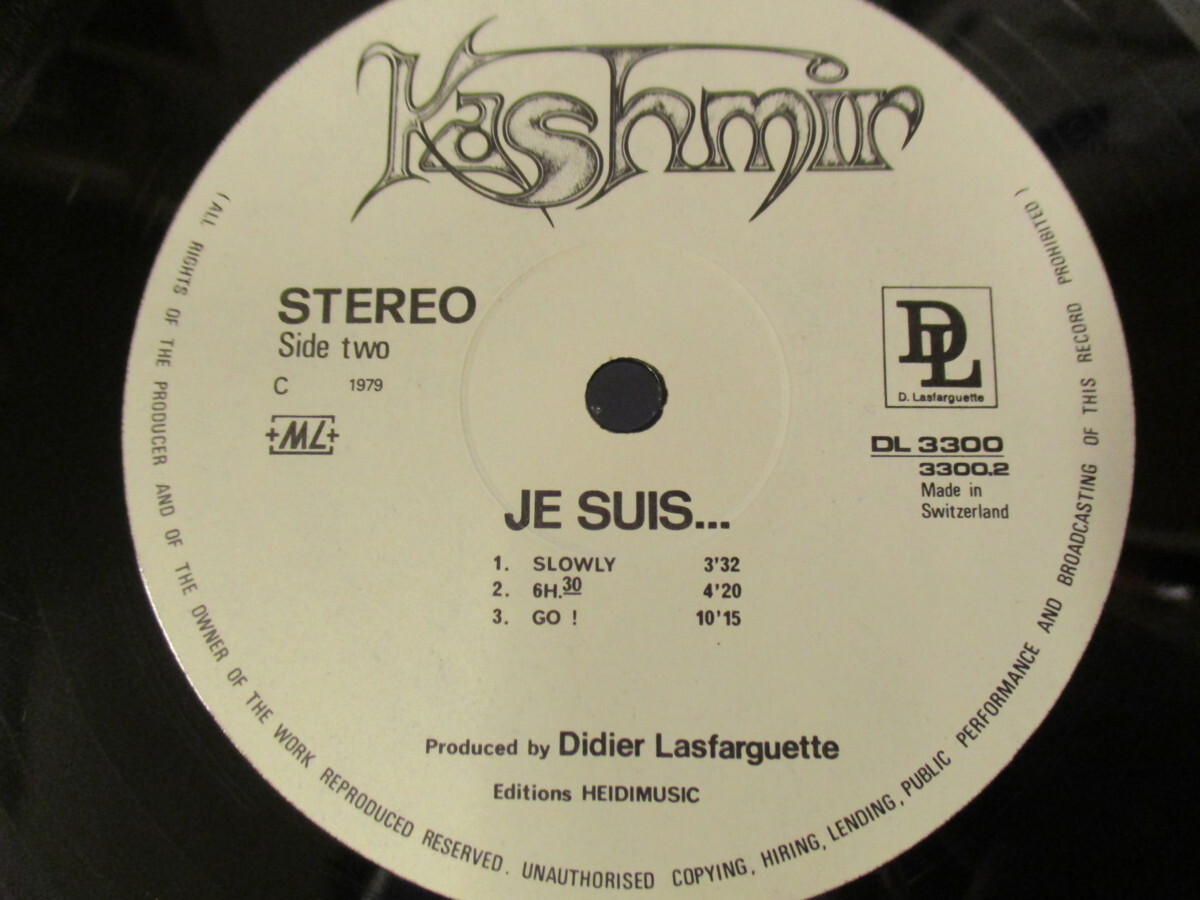 Kashmir
STEREO
Side two
C 1979
ML
DL
D. Lasfarguette
DL 3300
3300.2
Made in
Switzerland
JE SUIS...
1. SLOWLY 3'32
2. 6H.30 4'20
3. GO ! 10'15
Produced by Didier Lasfarguette
Editions HEIDIMUSIC
( ALL RIGHTS OF THE PRODUCER AND OF THE OWNER OF THE WORK REPRODUCED RESERVED. UNAUTHORISED COPYING, HIRING, LENDING, PUBLIC PERFORMANCE AND BROADCASTING OF THIS RECORD PROHIBITED )